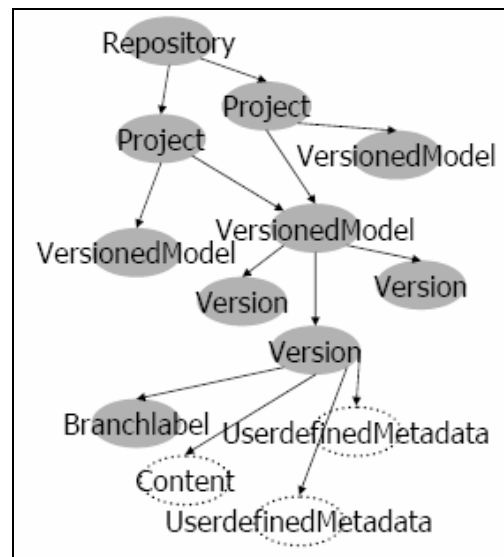 Repository
Project
Project
VersionedModel
VersionedModel
VersionedModel
Version
Version
Version
Branchlabel
UserdefinedMetadata
Content
UserdefinedMetadata